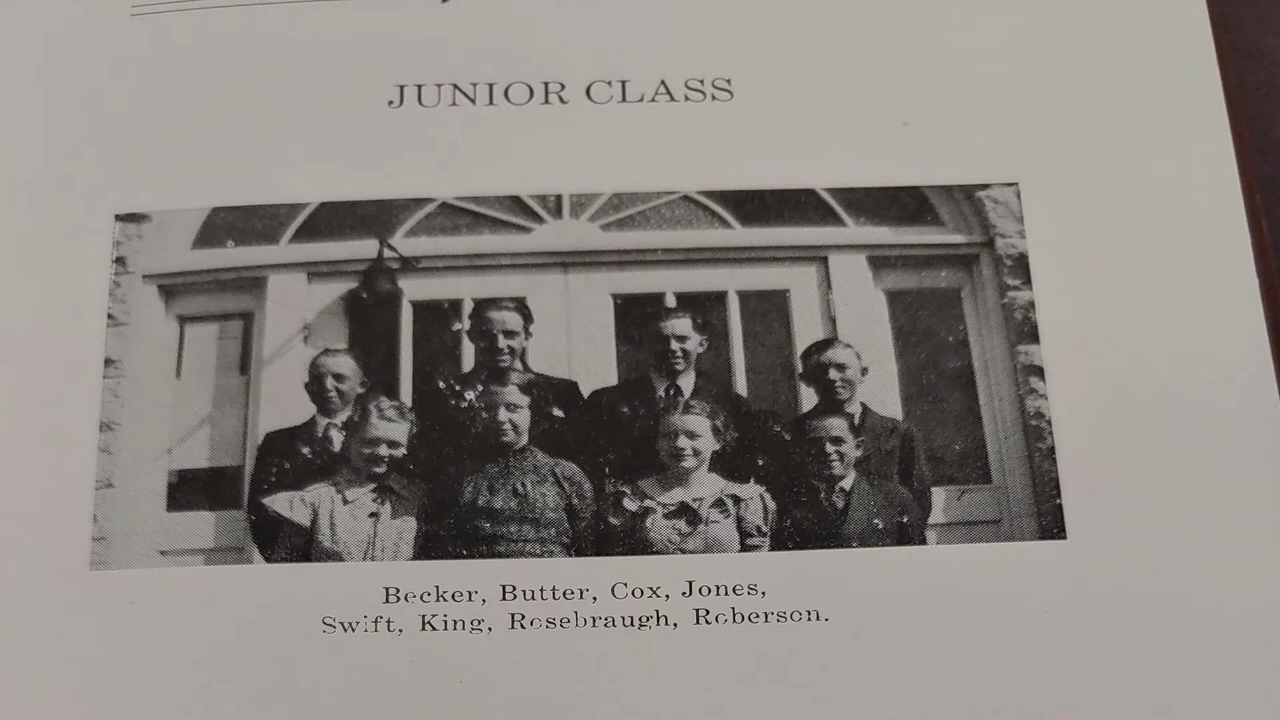 JUNIOR CLASS
Becker, Butter, Cox, Jones,
Swift, King, Rosebraugh, Roberson.